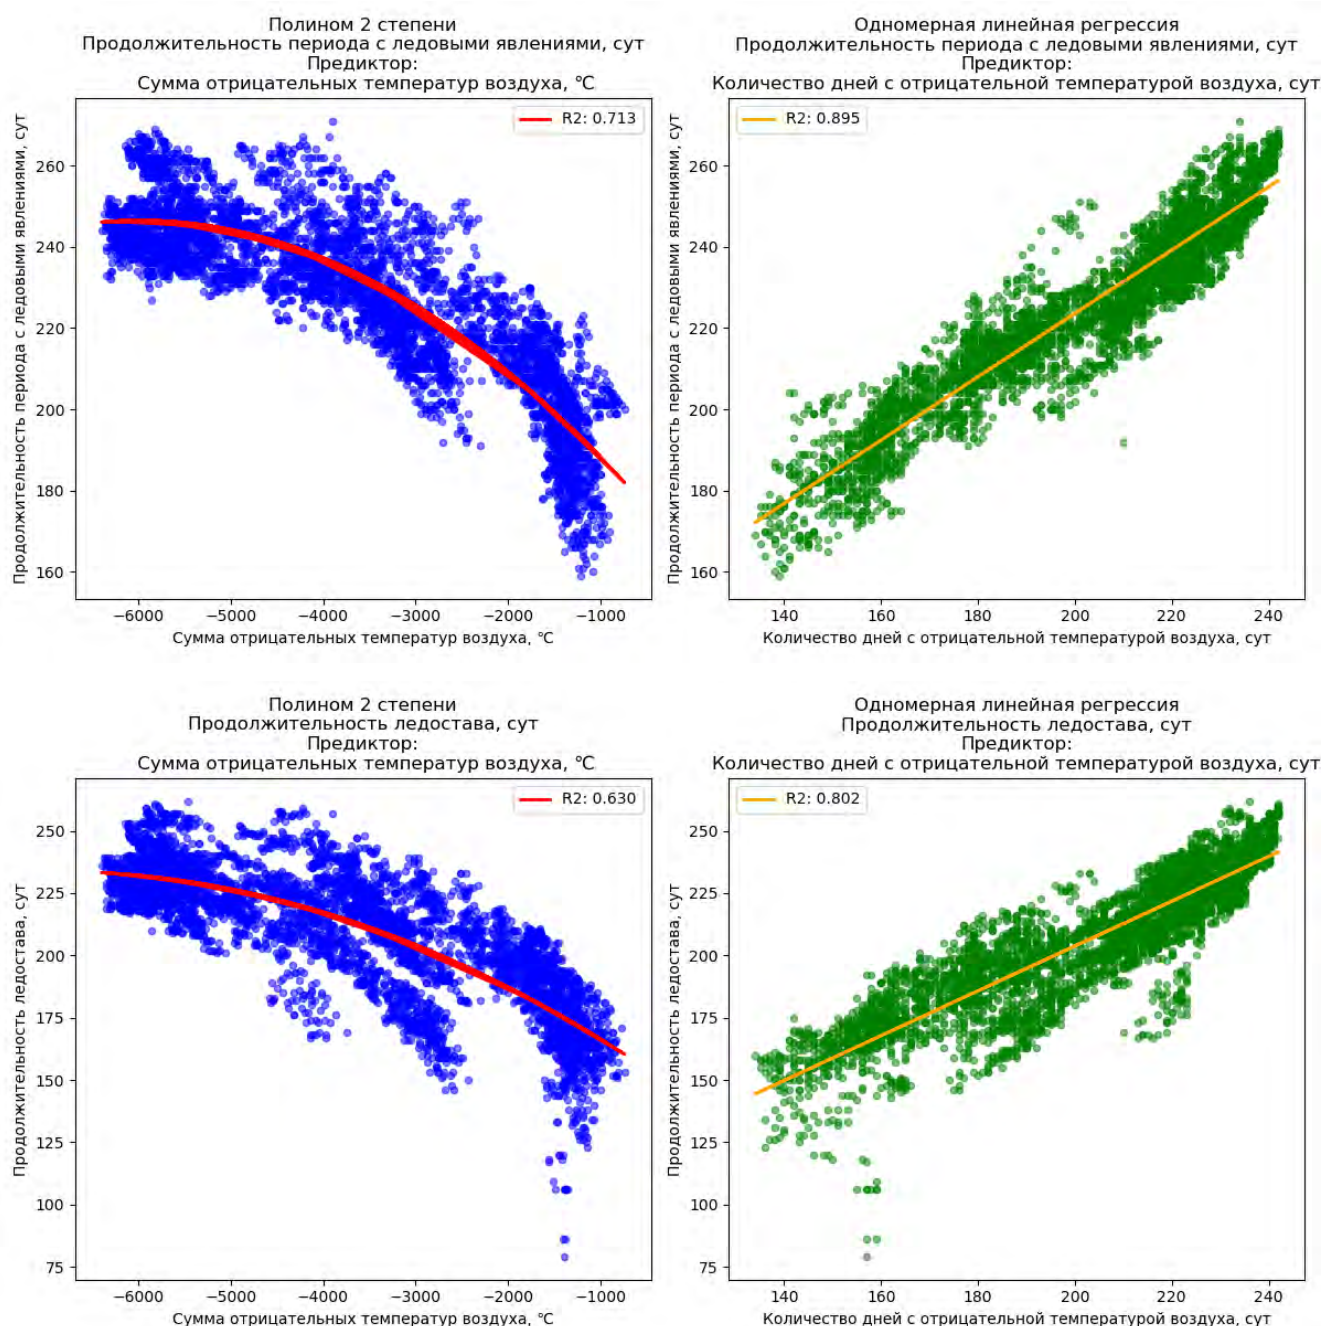 Полином 2 степени
Продолжительность периода с ледовыми явлениями, сут
Предиктор:
Сумма отрицательных температур воздуха, °C
R2: 0.713
Продолжительность периода с ледовыми явлениями, сут
260
240
220
200
180
160
−6000 −5000 −4000 −3000 −2000 −1000
Сумма отрицательных температур воздуха, °C
Одномерная линейная регрессия
Продолжительность периода с ледовыми явлениями, сут
Предиктор:
Количество дней с отрицательной температурой воздуха, сут
R2: 0.895
Продолжительность периода с ледовыми явлениями, сут
260
240
220
200
180
160
140 160 180 200 220 240
Количество дней с отрицательной температурой воздуха, сут
Полином 2 степени
Продолжительность ледостава, сут
Предиктор:
Сумма отрицательных температур воздуха, °C
R2: 0.630
Продолжительность ледостава, сут
250
225
200
175
150
125
100
75
−6000 −5000 −4000 −3000 −2000 −1000
Сумма отрицательных температур воздуха, °C
Одномерная линейная регрессия
Продолжительность ледостава, сут
Предиктор:
Количество дней с отрицательной температурой воздуха, сут
R2: 0.802
Продолжительность ледостава, сут
250
225
200
175
150
125
100
75
140 160 180 200 220 240
Количество дней с отрицательной температурой воздуха, сут